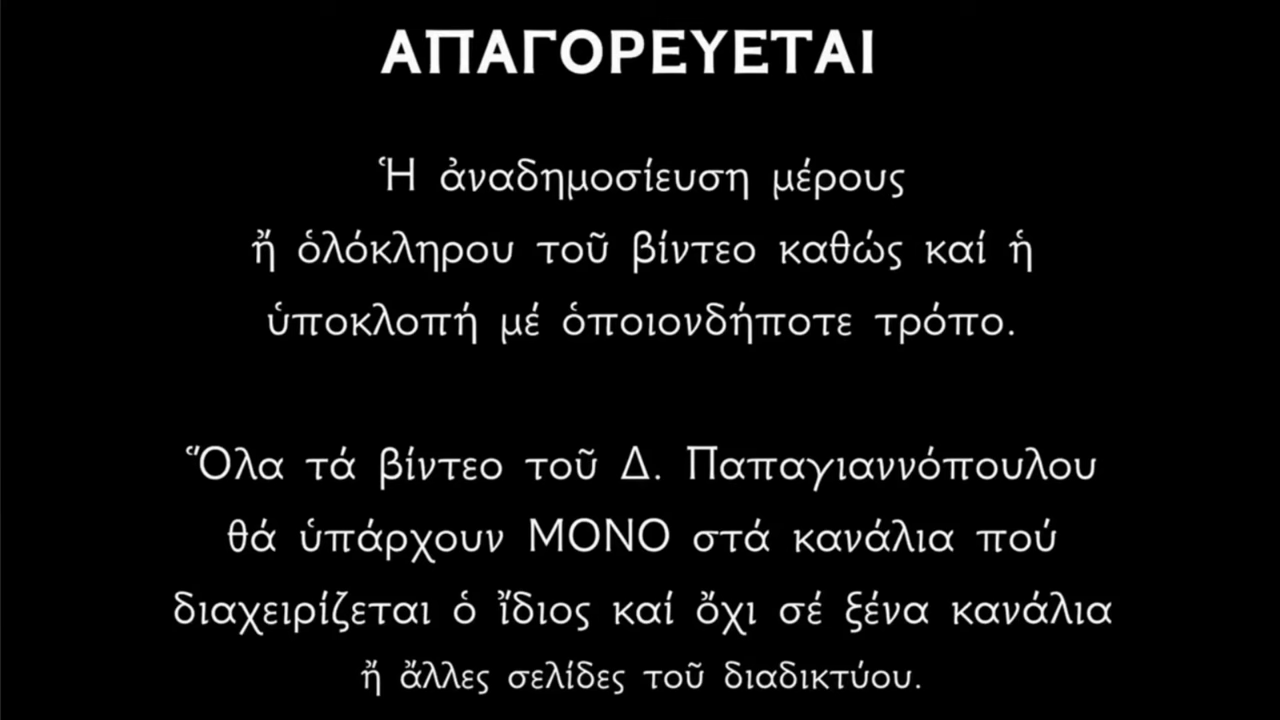 ΑΠΑΓΟΡΕΥΕΤΑΙ
Ἡ ἀναδημοσίευση μέρους
ἤ ὁλόκληρου τοῦ βίντεο καθώς καί ἡ
ὑποκλοπή μέ ὁποιονδήποτε τρόπο.
Ὅλα τά βίντεο τοῦ Δ. Παπαγιαννόπουλου
θά ὑπάρχουν ΜΟΝΟ στά κανάλια πού
διαχειρίζεται ὁ ἴδιος καί ὄχι σέ ξένα κανάλια
ἤ ἄλλες σελίδες τοῦ διαδικτύου.